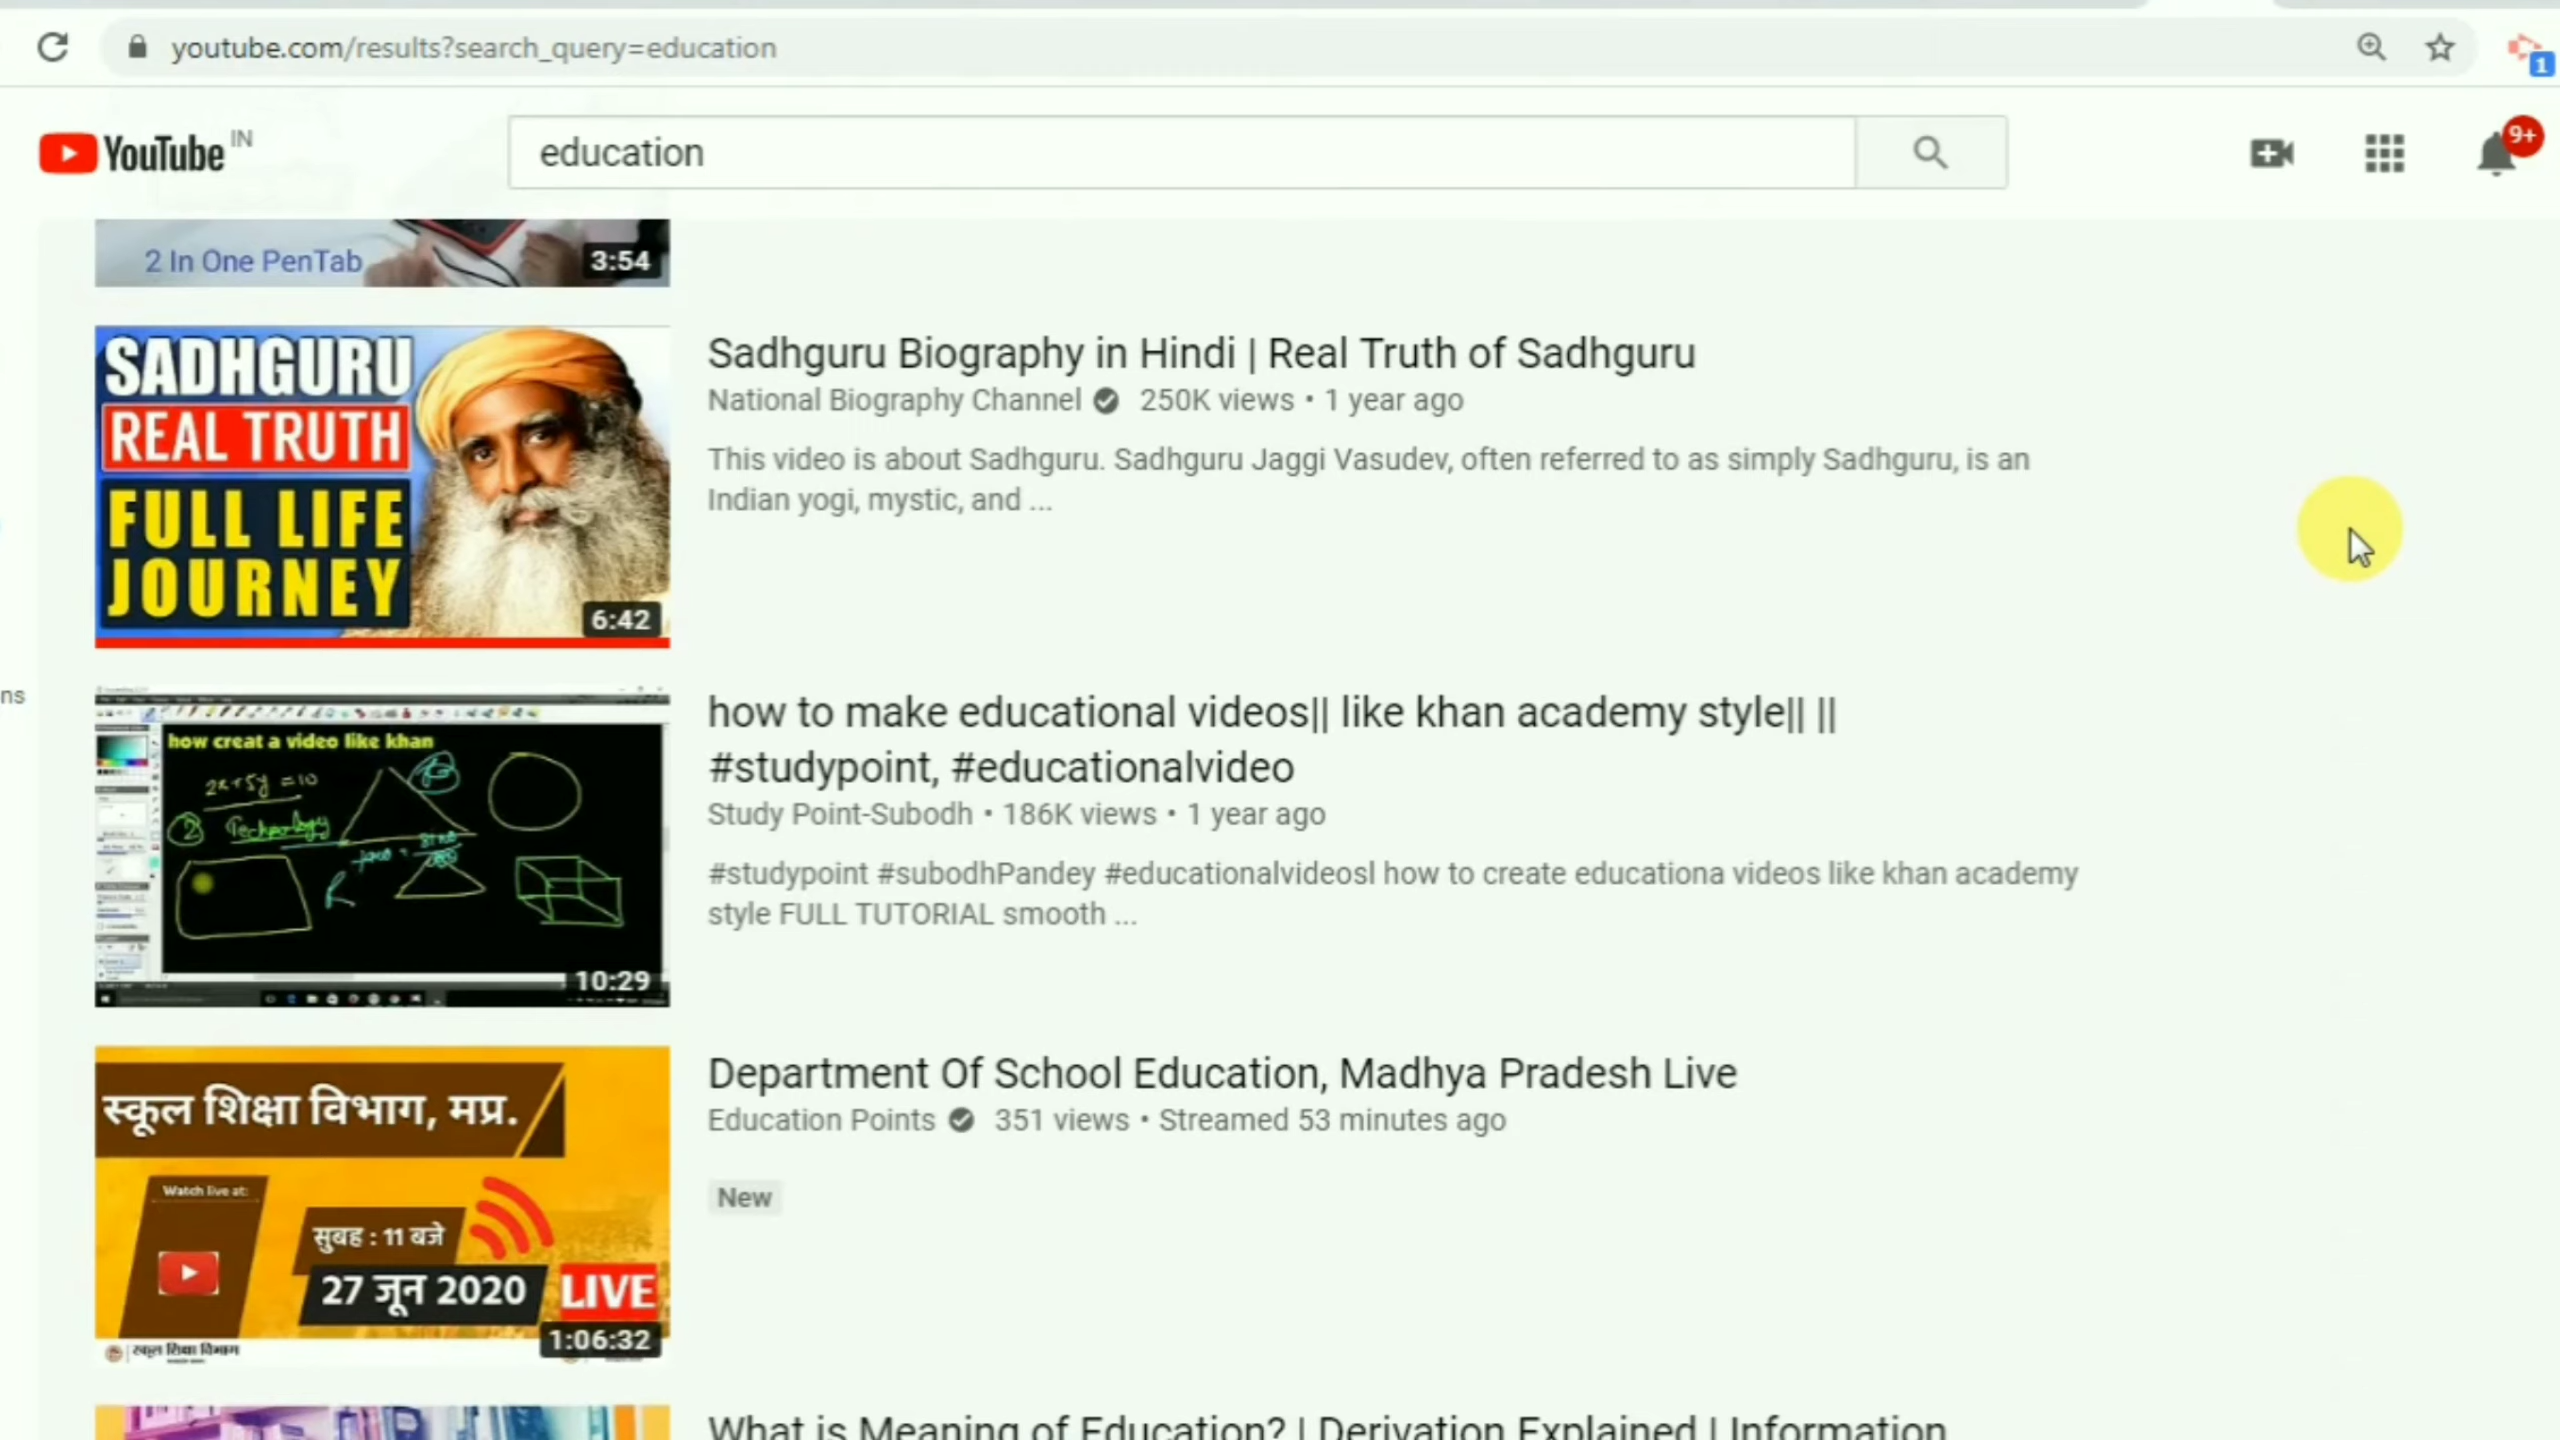 youtube.com/results?search_query=education
1
YouTube IN
education
9+
2 In One PenTab
3:54
SADHGURU
REAL TRUTH
FULL LIFE
JOURNEY
6:42
Sadhguru Biography in Hindi | Real Truth of Sadhguru
National Biography Channel 250K views • 1 year ago
This video is about Sadhguru. Sadhguru Jaggi Vasudev, often referred to as simply Sadhguru, is an
Indian yogi, mystic, and ...
ns
how creat a video like khan
2x+5y =10
2 Technology
10:29
how to make educational videos|| like khan academy style|| ||
#studypoint, #educationalvideo
Study Point-Subodh • 186K views • 1 year ago
#studypoint #subodhPandey #educationalvideosl how to create educationa videos like khan academy
style FULL TUTORIAL smooth ...
स्कूल शिक्षा विभाग, मप्र.
Watch live at:
सुबह : 11 बजे
27 जून 2020
LIVE
1:06:32
स्कूल शिक्षा विभाग
Department Of School Education, Madhya Pradesh Live
Education Points 351 views • Streamed 53 minutes ago
New
What is Meaning of Education? | Derivation Explained | Information